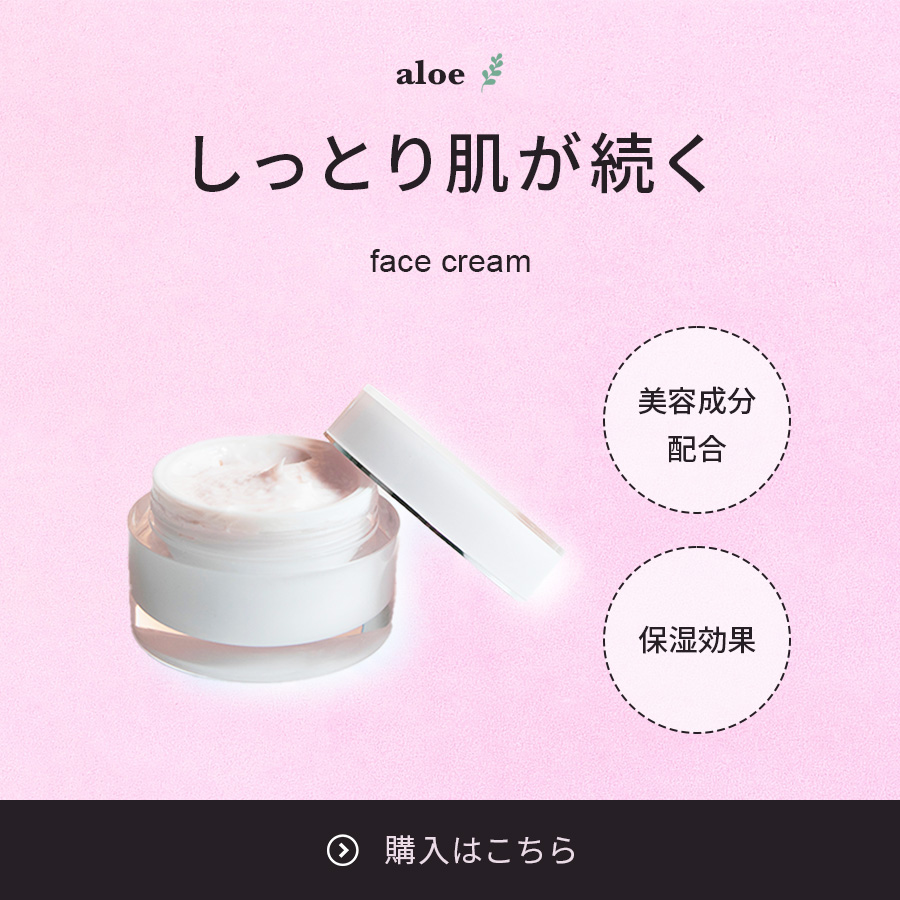 aloe
しっとり肌が続く
face cream
美容成分
配合
保湿効果
購入はこちら